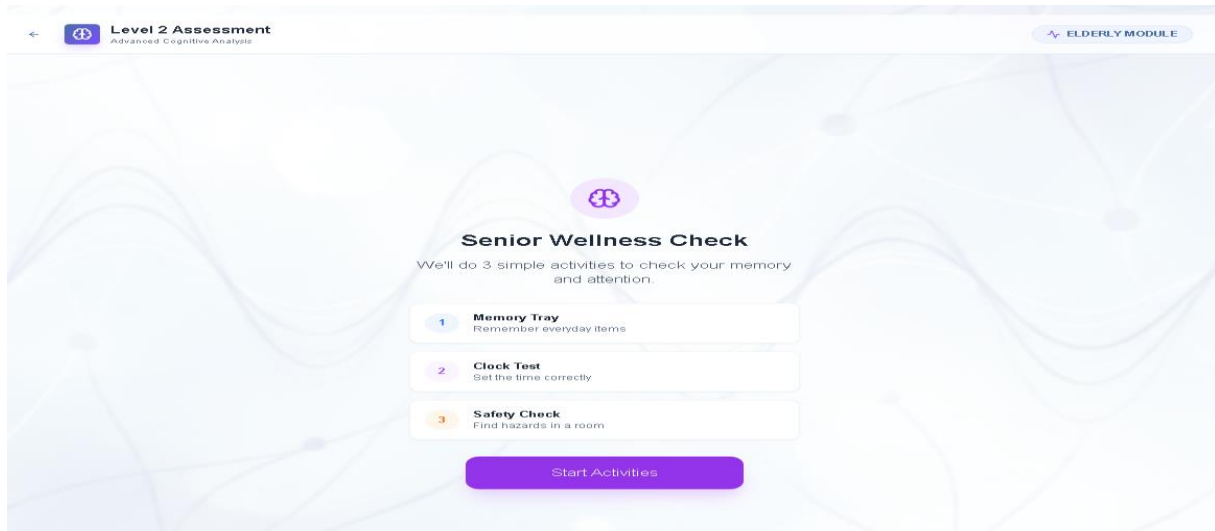 Level 2 Assessment
Advanced Cognitive Analysis
ELDERLY MODULE
Senior Wellness Check
We'll do 3 simple activities to check your memory
and attention.
1
Memory Tray
Remember everyday items
2
Clock Test
Set the time correctly
3
Safety Check
Find hazards in a room
Start Activities